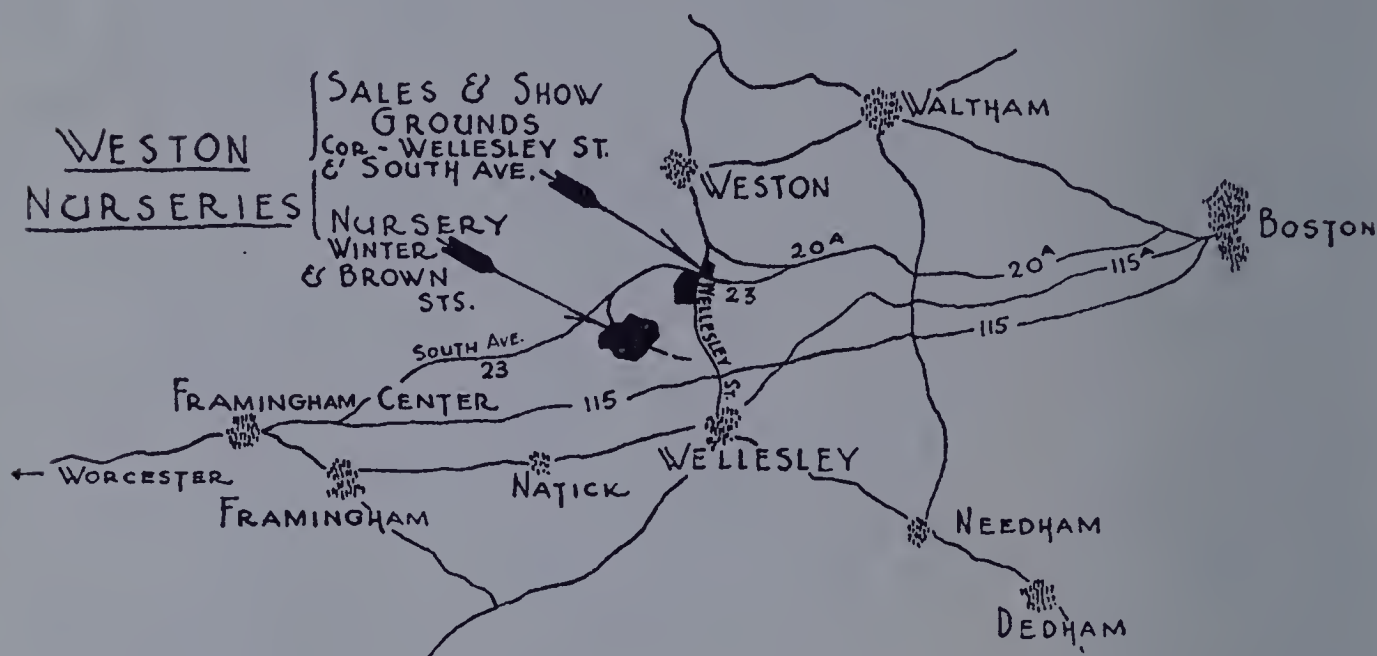 WESTON
NURSERIES
SALES & SHOW
GROUNDS
COR - WELLESLEY ST.
& SOUTH AVE.
NURSERY
WINTER
& BROWN
STS.
WALTHAM
WESTON
BOSTON
20A
20A
115A
23
WELLESLEY ST.
115
SOUTH AVE.
23
FRAMINGHAM CENTER
115
WORCESTER
FRAMINGHAM
NATICK
WELLESLEY
NEEDHAM
DEDHAM